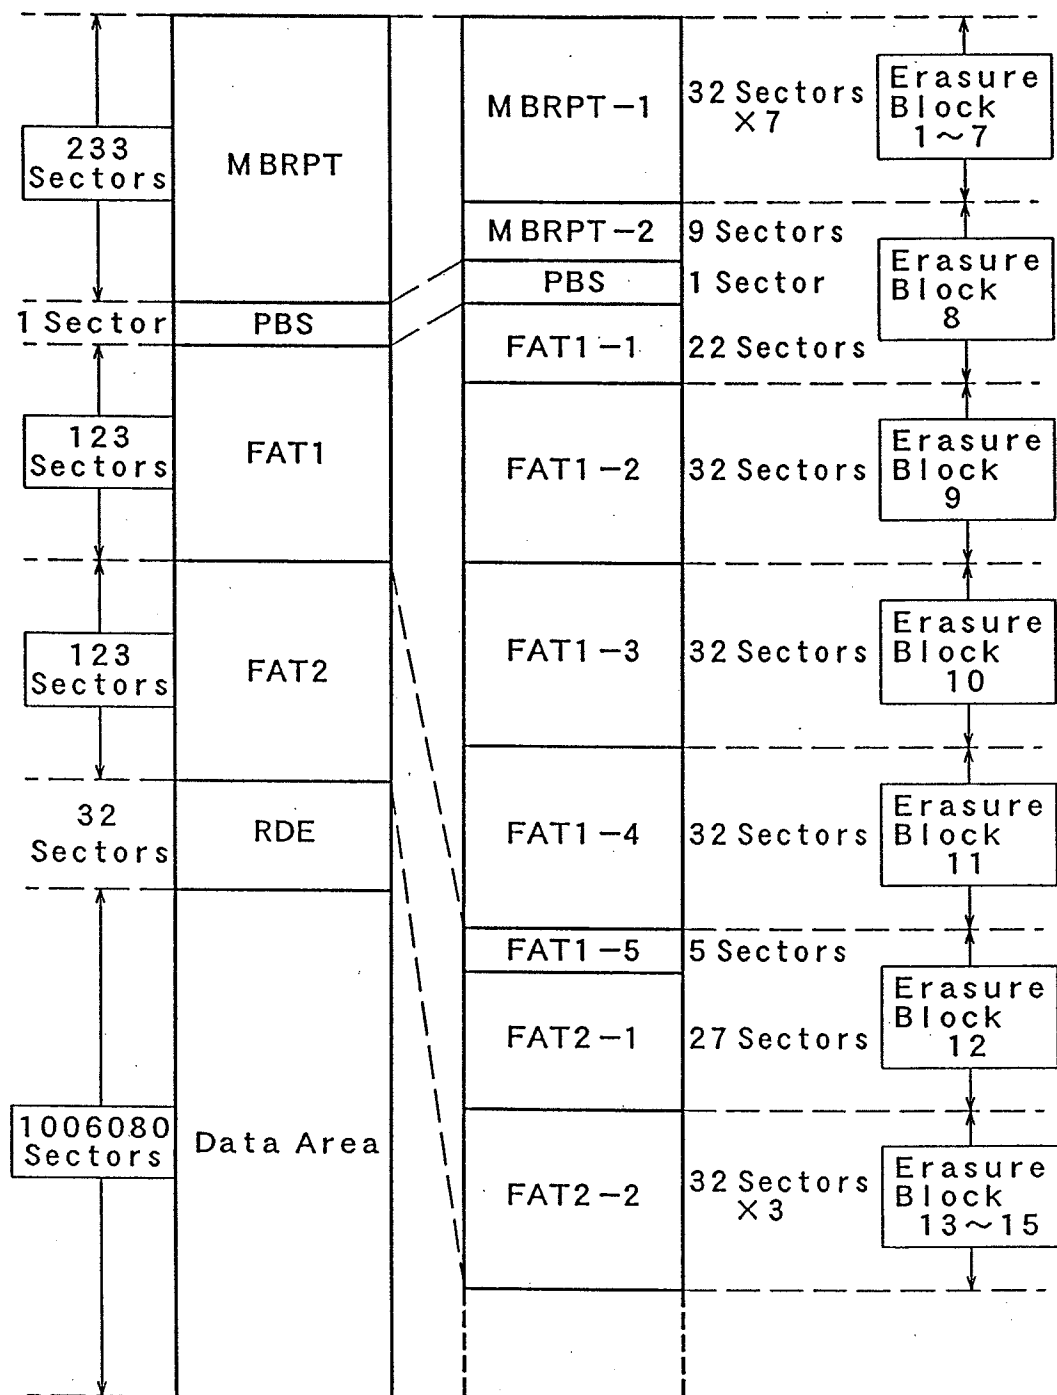 233
Sectors
MBRPT
1 Sector
PBS
123
Sectors
FAT1
123
Sectors
FAT2
32
Sectors
RDE
1006080
Sectors
Data Area
MBRPT-1
32 Sectors
×7
Erasure
Block
1~7
MBRPT-2
9 Sectors
PBS
1 Sector
FAT1-1
22 Sectors
Erasure
Block
8
FAT1-2
32 Sectors
Erasure
Block
9
FAT1-3
32 Sectors
Erasure
Block
10
FAT1-4
32 Sectors
Erasure
Block
11
FAT1-5
5 Sectors
FAT2-1
27 Sectors
Erasure
Block
12
FAT2-2
32 Sectors
×3
Erasure
Block
13~15